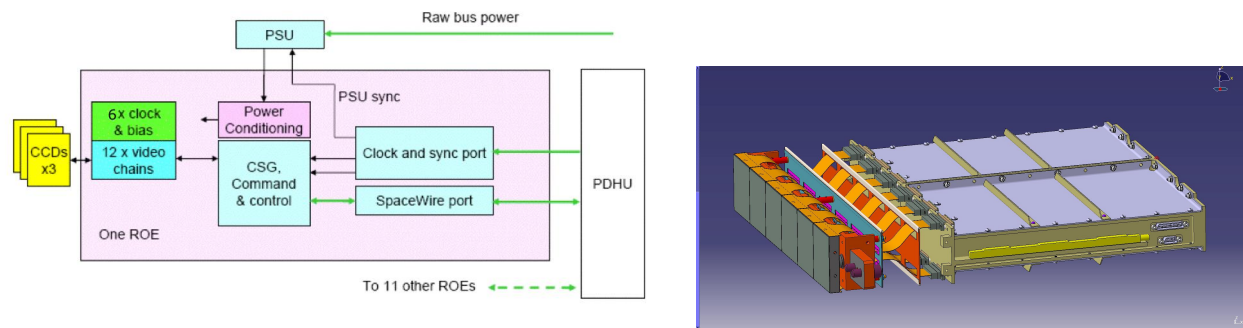 Raw bus power
PSU
PSU sync
6x clock
& bias
Power
Conditioning
CCDs
x3
12 x video
chains
CSG,
Command
& control
Clock and sync port
SpaceWire port
PDHU
One ROE
To 11 other ROEs